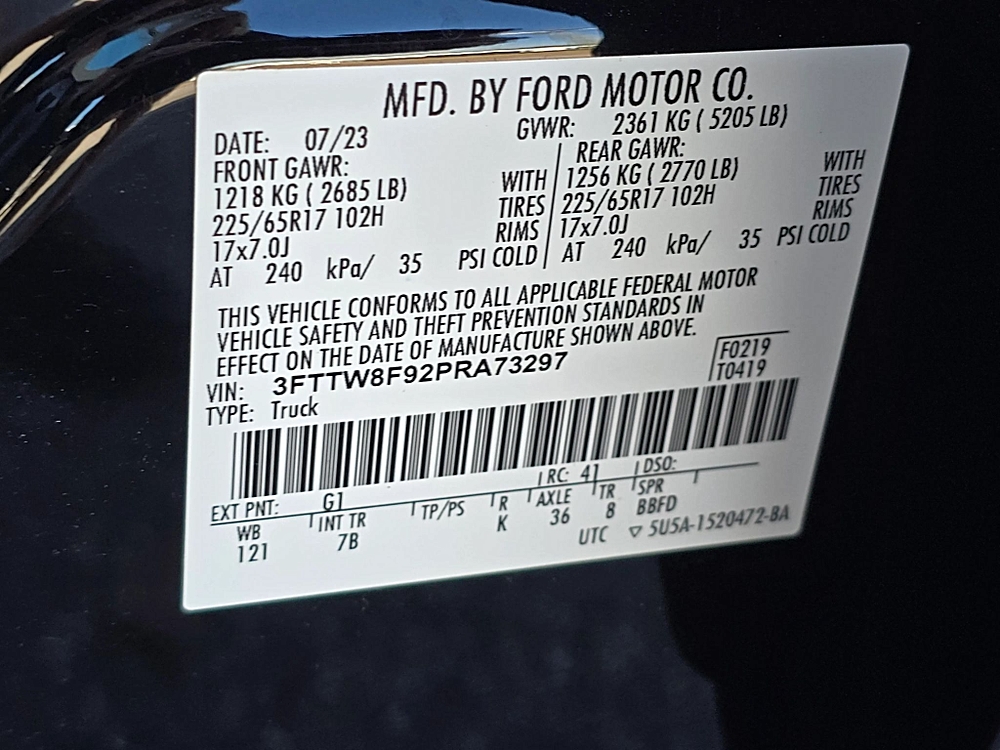 MFD. BY FORD MOTOR CO.
DATE: 07/23 GVWR: 2361 KG ( 5205 LB)
FRONT GAWR: REAR GAWR:
1218 KG ( 2685 LB) WITH 1256 KG ( 2770 LB) WITH
225/65R17 102H TIRES 225/65R17 102H TIRES
17x7.0J RIMS 17x7.0J RIMS
AT 240 kPa/ 35 PSI COLD AT 240 kPa/ 35 PSI COLD
THIS VEHICLE CONFORMS TO ALL APPLICABLE FEDERAL MOTOR
VEHICLE SAFETY AND THEFT PREVENTION STANDARDS IN
EFFECT ON THE DATE OF MANUFACTURE SHOWN ABOVE.
VIN: 3FTTW8F92PRA73297 F0219
TYPE: Truck T0419
EXT PNT: G1 RC: 41 DSO:
WB INT TR TP/PS R AXLE TR SPR
121 7B K 36 8 BBFD
UTC ▽ 5U5A-1520472-BA